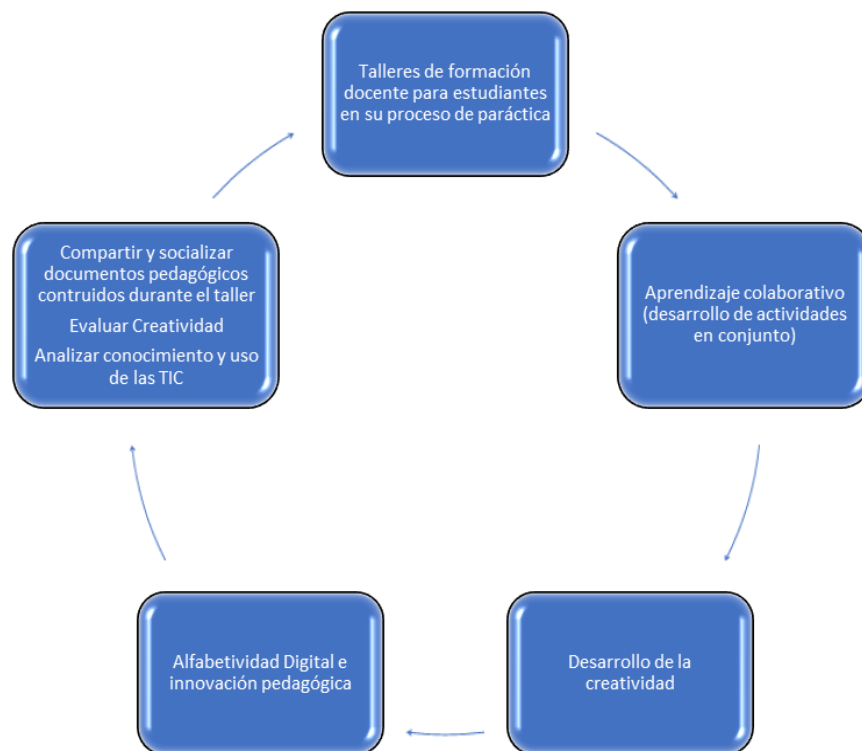 Talleres de formación
docente para estudiantes
en su proceso de paráctica
Aprendizaje colaborativo
(desarrollo de actividades
en conjunto)
Desarrollo de la
creatividad
Alfabetividad Digital e
innovación pedagógica
Compartir y socializar
documentos pedagógicos
contruidos durante el taller
Evaluar Creatividad
Analizar conocimiento y uso
de las TIC